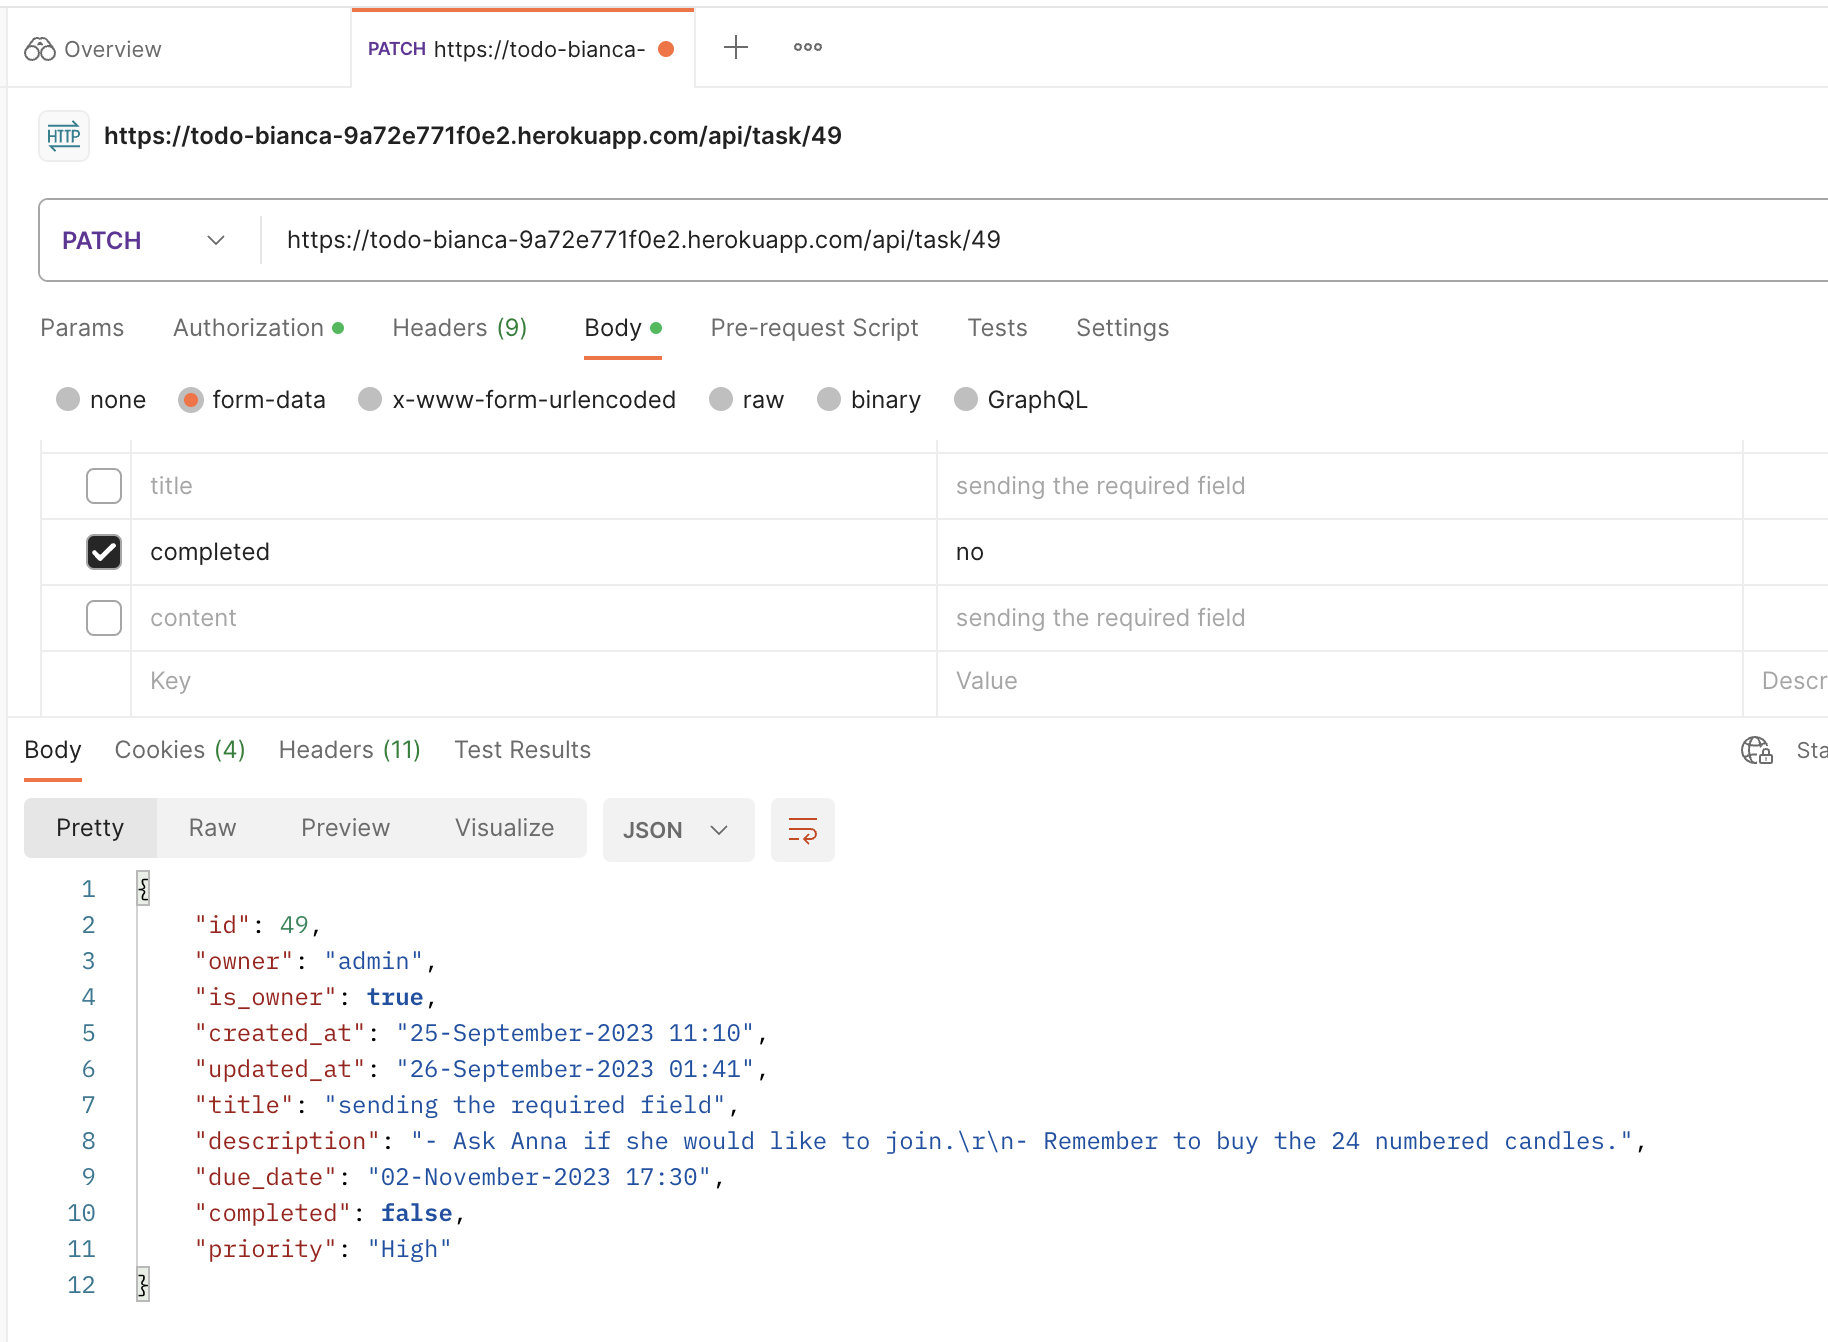 Overview
PATCH https://todo-bianca-
HTTP https://todo-bianca-9a72e771f0e2.herokuapp.com/api/task/49
PATCH https://todo-bianca-9a72e771f0e2.herokuapp.com/api/task/49
Params Authorization Headers (9) Body Pre-request Script Tests Settings
none form-data x-www-form-urlencoded raw binary GraphQL
title sending the required field
completed no
content sending the required field
Key Value Descr
Body Cookies (4) Headers (11) Test Results Sta
Pretty Raw Preview Visualize JSON
1 {
2 "id": 49,
3 "owner": "admin",
4 "is_owner": true,
5 "created_at": "25-September-2023 11:10",
6 "updated_at": "26-September-2023 01:41",
7 "title": "sending the required field",
8 "description": "- Ask Anna if she would like to join.\r\n- Remember to buy the 24 numbered candles.",
9 "due_date": "02-November-2023 17:30",
10 "completed": false,
11 "priority": "High"
12 }